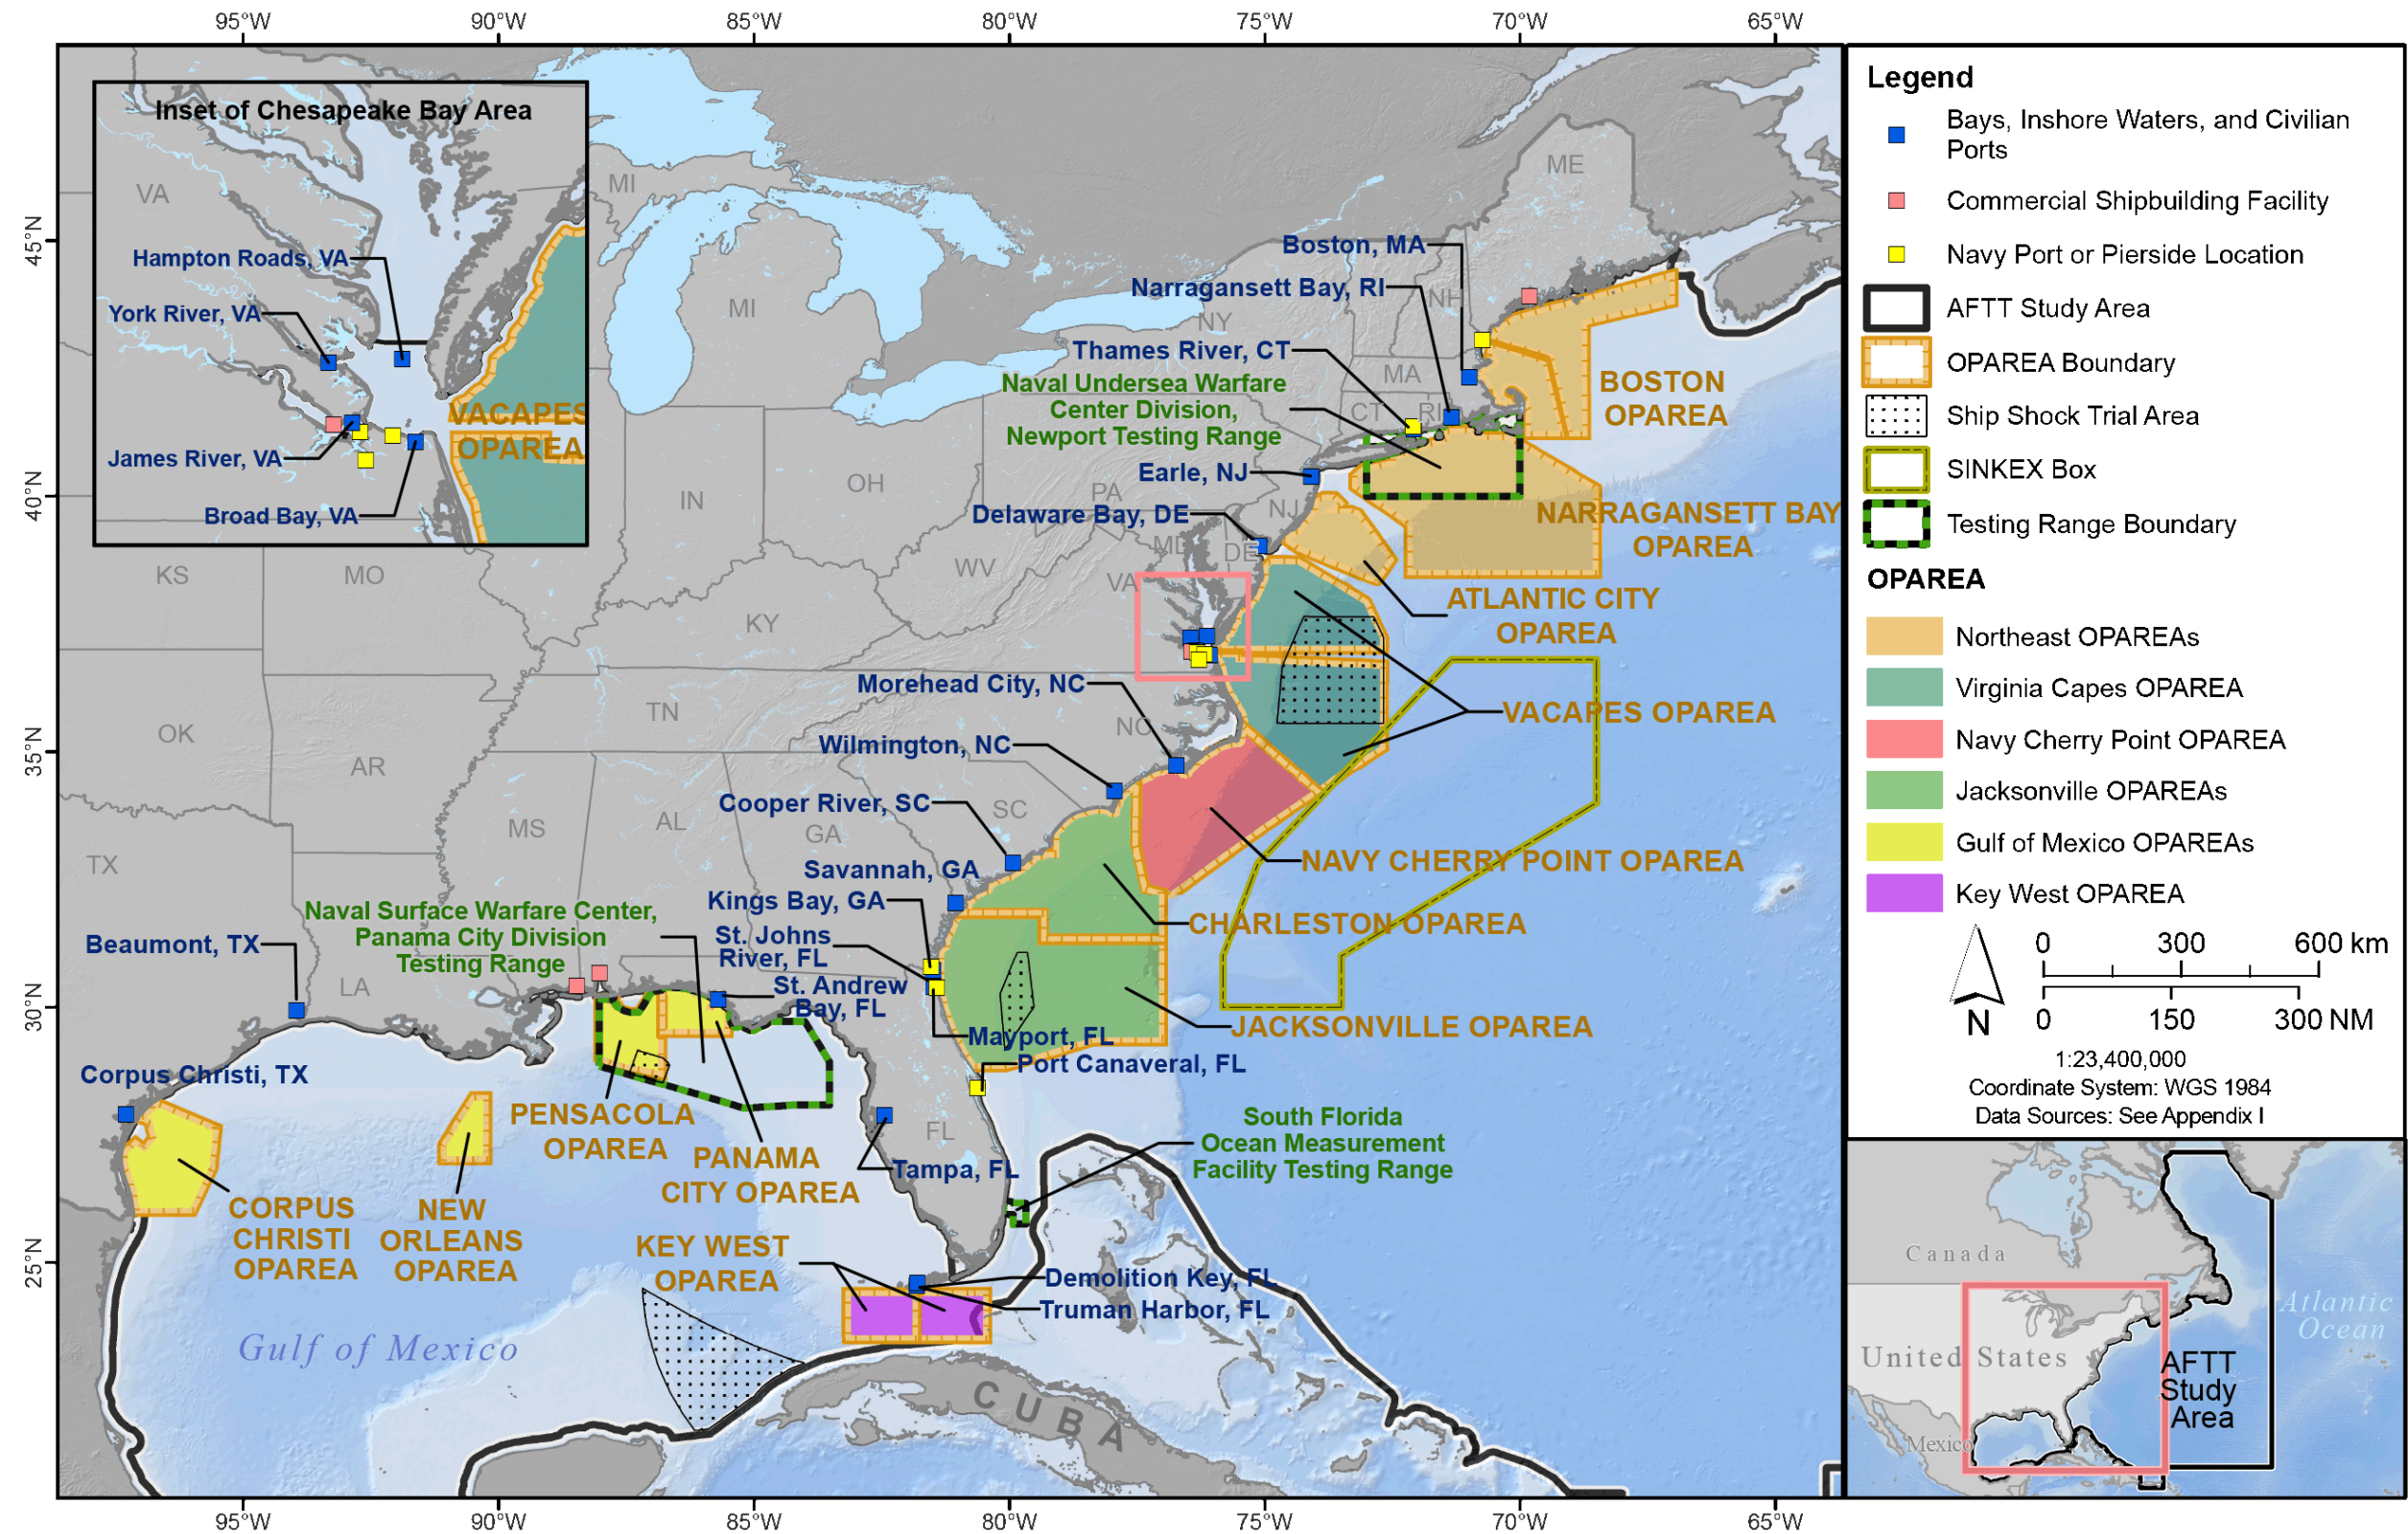 95°W 90°W 85°W 80°W 75°W 70°W 65°W
45°N
40°N
35°N
30°N
25°N
Inset of Chesapeake Bay Area
VA
Hampton Roads, VA
York River, VA
James River, VA
Broad Bay, VA
VACAPES
OPAREA
MI
MI
ME
NH
NY
MA
CT
RI
PA
NJ
MD
DE
OH
IN
WV
VA
KS
MO
KY
TN
NC
OK
AR
SC
MS
AL
GA
TX
LA
FL
Boston, MA
Narragansett Bay, RI
Thames River, CT
Naval Undersea Warfare
Center Division,
Newport Testing Range
Earle, NJ
Delaware Bay, DE
BOSTON
OPAREA
NARRAGANSETT BAY
OPAREA
ATLANTIC CITY
OPAREA
Morehead City, NC
VACAPES OPAREA
Wilmington, NC
Cooper River, SC
NAVY CHERRY POINT OPAREA
Savannah, GA
Kings Bay, GA
CHARLESTON OPAREA
Naval Surface Warfare Center,
Panama City Division
Testing Range
St. Johns
River, FL
Beaumont, TX
St. Andrew
Bay, FL
JACKSONVILLE OPAREA
Mayport, FL
Port Canaveral, FL
Corpus Christi, TX
PENSACOLA
OPAREA
PANAMA
CITY OPAREA
South Florida
Ocean Measurement
Facility Testing Range
Tampa, FL
CORPUS
CHRISTI
OPAREA
NEW
ORLEANS
OPAREA
KEY WEST
OPAREA
Demolition Key, FL
Truman Harbor, FL
Gulf of Mexico
CUBA
95°W 90°W 85°W 80°W 75°W 70°W 65°W
Legend
Bays, Inshore Waters, and Civilian
Ports
Commercial Shipbuilding Facility
Navy Port or Pierside Location
AFTT Study Area
OPAREA Boundary
Ship Shock Trial Area
SINKEX Box
Testing Range Boundary
OPAREA
Northeast OPAREAs
Virginia Capes OPAREA
Navy Cherry Point OPAREA
Jacksonville OPAREAs
Gulf of Mexico OPAREAs
Key West OPAREA
N
0 300 600 km
0 150 300 NM
1:23,400,000
Coordinate System: WGS 1984
Data Sources: See Appendix I
Canada
United States
Mexico
Atlantic
Ocean
AFTT
Study
Area